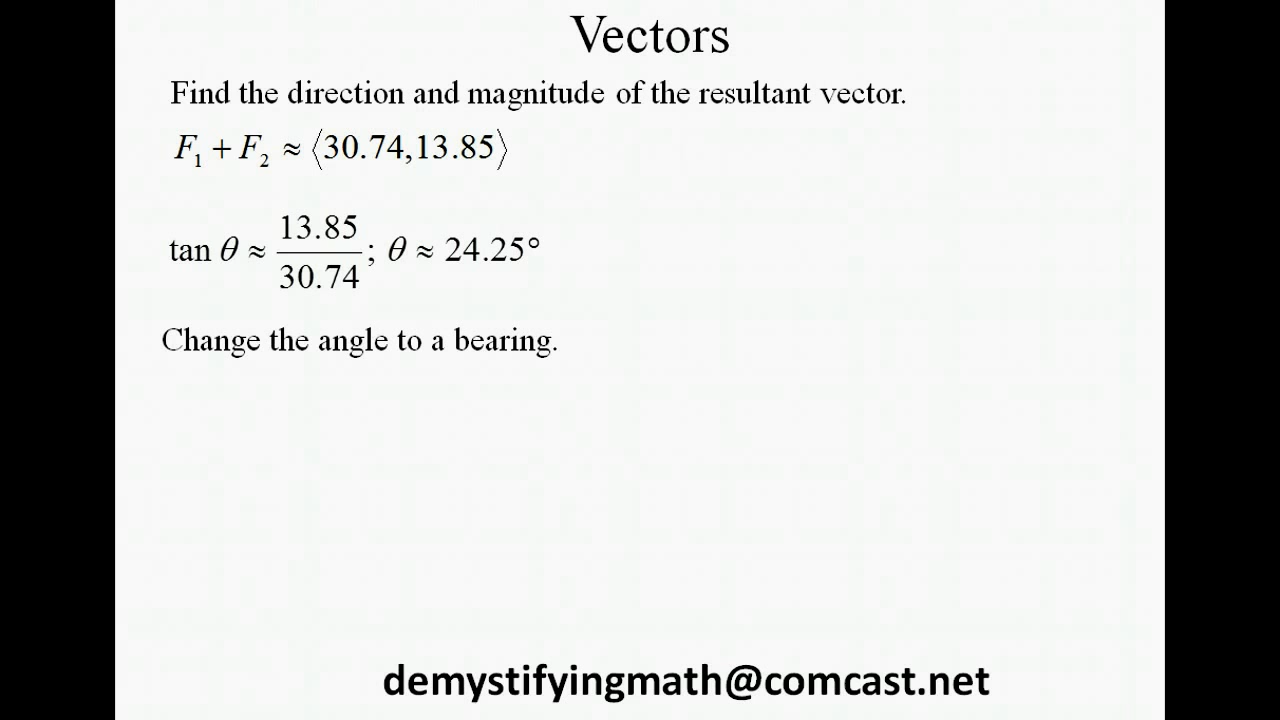 Vectors
Find the direction and magnitude of the resultant vector.
F₁ + F₂ ≈ ⟨30.74,13.85⟩
tan θ ≈ 13.85/30.74 ; θ ≈ 24.25°
Change the angle to a bearing.
demystifyingmath@comcast.net